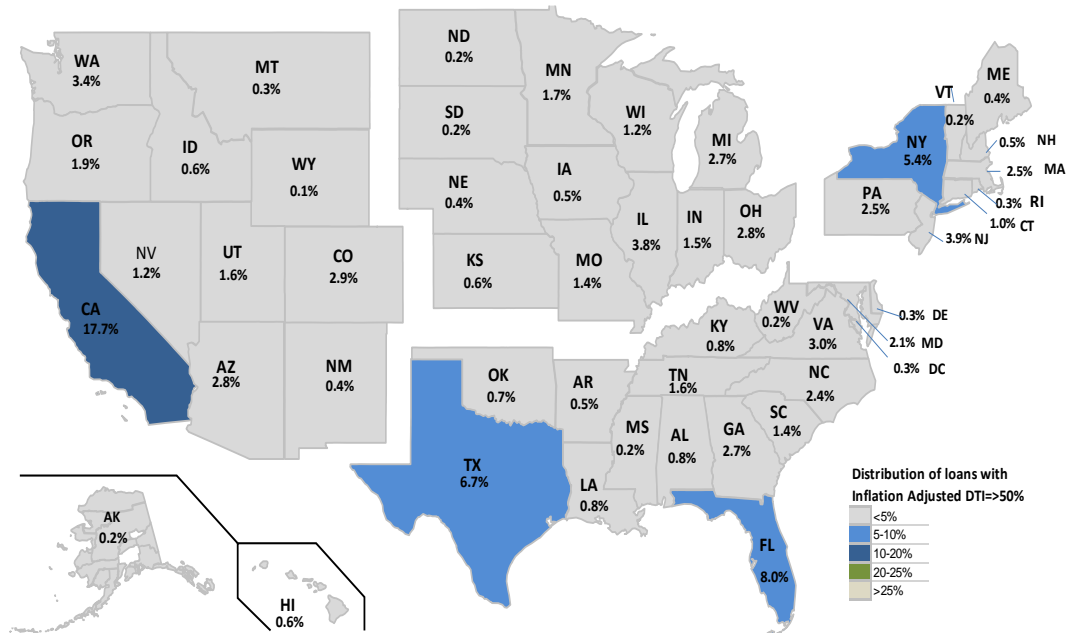 WA
3.4%
MT
0.3%
OR
1.9%
ID
0.6%
WY
0.1%
NV
1.2%
UT
1.6%
CO
2.9%
CA
17.7%
AZ
2.8%
NM
0.4%
ND
0.2%
SD
0.2%
NE
0.4%
KS
0.6%
MN
1.7%
IA
0.5%
MO
1.4%
WI
1.2%
IL
3.8%
MI
2.7%
IN
1.5%
OH
2.8%
VT
0.2%
ME
0.4%
NY
5.4%
0.5% NH
2.5% MA
0.3% RI
1.0% CT
PA
2.5%
3.9% NJ
OK
0.7%
AR
0.5%
TX
6.7%
LA
0.8%
KY
0.8%
WV
0.2%
VA
3.0%
0.3% DE
2.1% MD
0.3% DC
TN
1.6%
NC
2.4%
SC
1.4%
MS
0.2%
AL
0.8%
GA
2.7%
FL
8.0%
AK
0.2%
HI
0.6%
Distribution of loans with
Inflation Adjusted DTI=>50%
<5%
5-10%
10-20%
20-25%
>25%